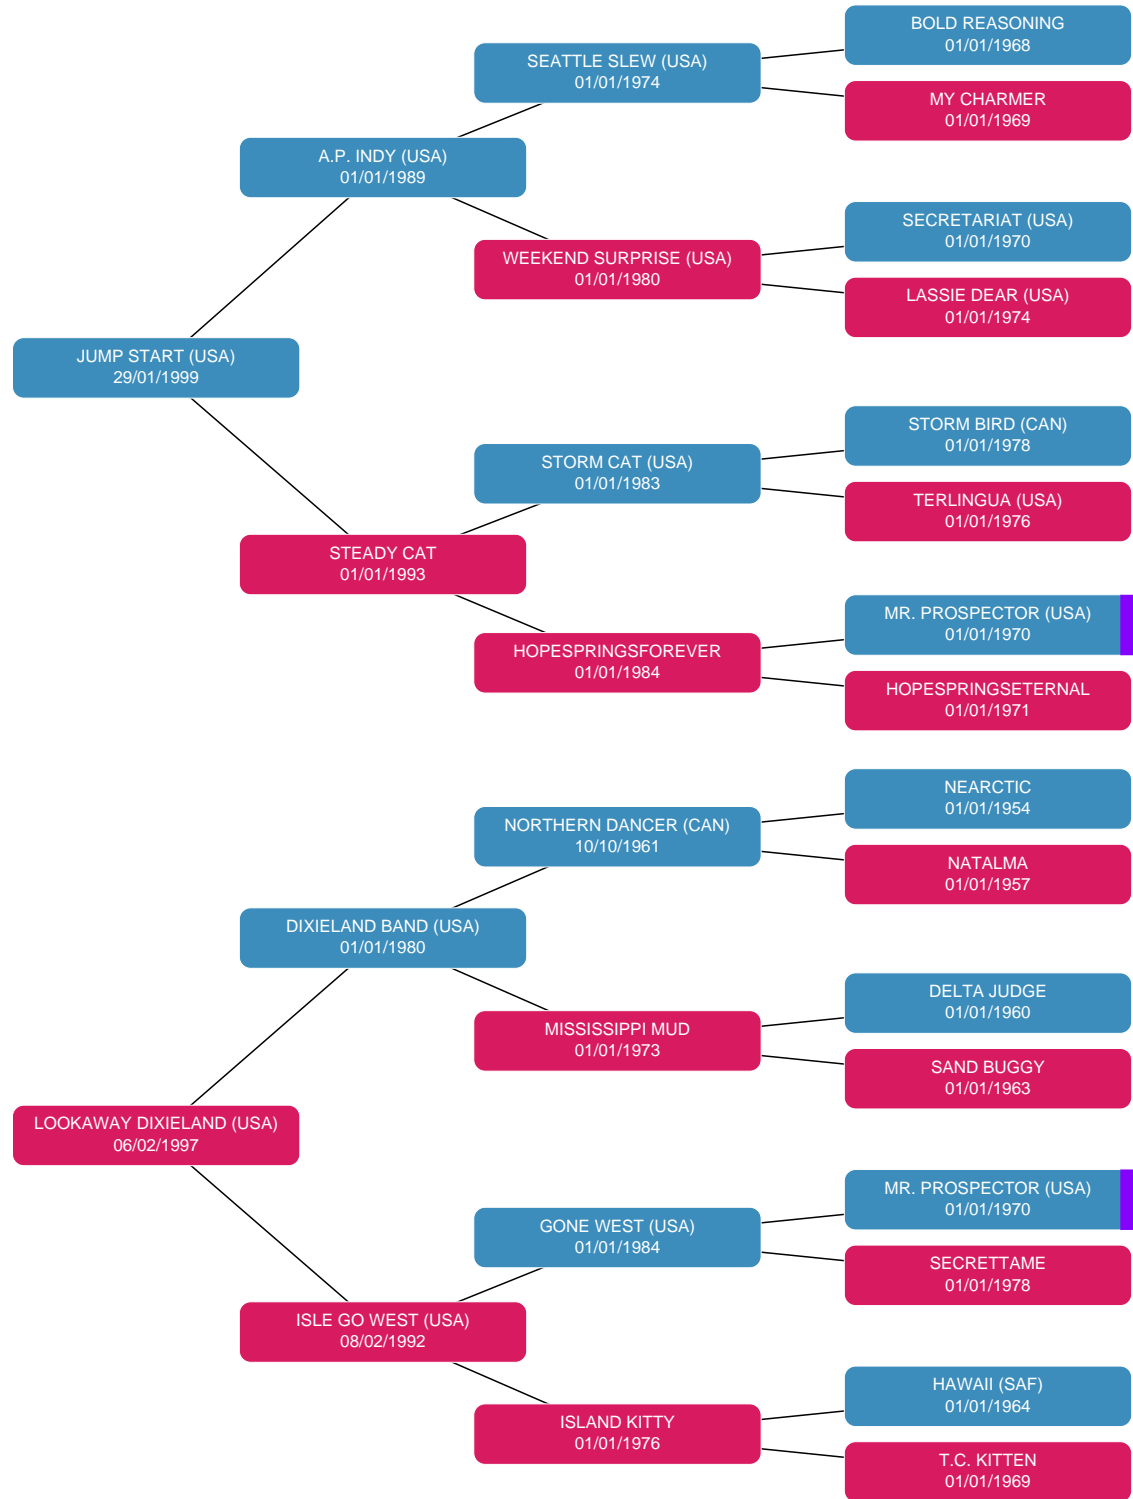 BOLD REASONING
01/01/1968
SEATTLE SLEW (USA)
01/01/1974
MY CHARMER
01/01/1969
A.P. INDY (USA)
01/01/1989
SECRETARIAT (USA)
01/01/1970
WEEKEND SURPRISE (USA)
01/01/1980
LASSIE DEAR (USA)
01/01/1974
JUMP START (USA)
29/01/1999
STORM BIRD (CAN)
01/01/1978
STORM CAT (USA)
01/01/1983
TERLINGUA (USA)
01/01/1976
STEADY CAT
01/01/1993
MR. PROSPECTOR (USA)
01/01/1970
HOPESPRINGSFOREVER
01/01/1984
HOPESPRINGSETERNAL
01/01/1971
NEARCTIC
01/01/1954
NORTHERN DANCER (CAN)
10/10/1961
NATALMA
01/01/1957
DIXIELAND BAND (USA)
01/01/1980
DELTA JUDGE
01/01/1960
MISSISSIPPI MUD
01/01/1973
SAND BUGGY
01/01/1963
LOOKAWAY DIXIELAND (USA)
06/02/1997
MR. PROSPECTOR (USA)
01/01/1970
GONE WEST (USA)
01/01/1984
SECRETTAME
01/01/1978
ISLE GO WEST (USA)
08/02/1992
HAWAII (SAF)
01/01/1964
ISLAND KITTY
01/01/1976
T.C. KITTEN
01/01/1969